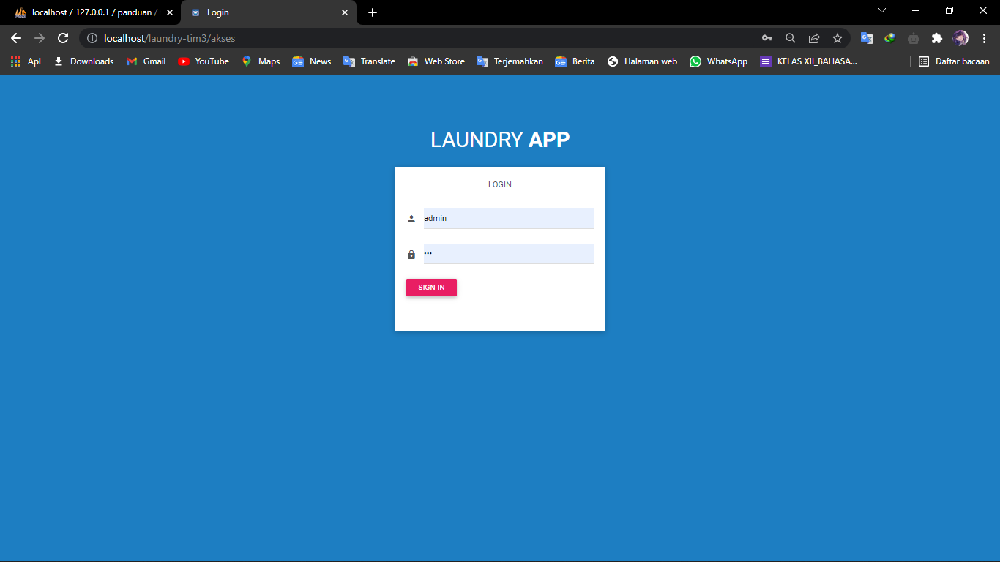 localhost / 127.0.0.1 / panduan /
Login
localhost/laundry-tim3/akses
Apl Downloads Gmail YouTube Maps News Translate Web Store Terjemahkan Berita Halaman web WhatsApp KELAS XII_BAHASA... Daftar bacaan
LAUNDRY APP
LOGIN
admin
•••
SIGN IN